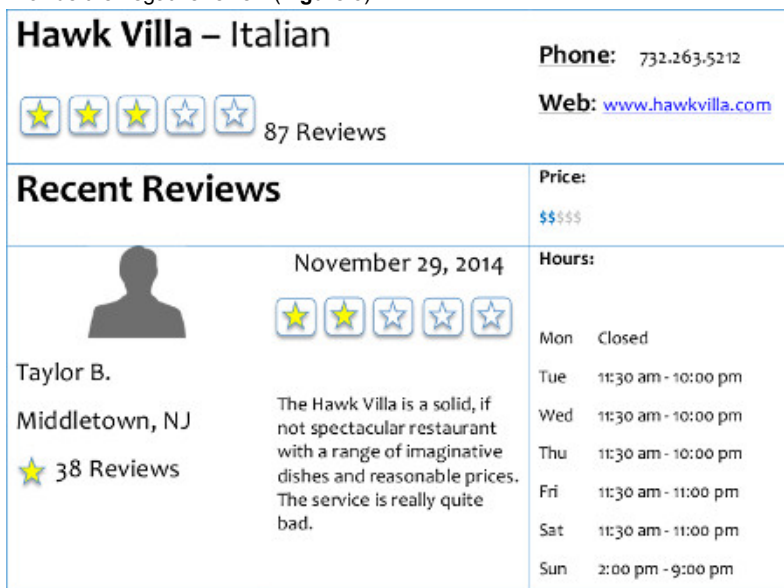 Hawk Villa – Italian
87 Reviews
Phone: 732.263.5212
Web: www.hawkvilla.com
Recent Reviews
Price:
$$$$$
Taylor B.
Middletown, NJ
38 Reviews
November 29, 2014
The Hawk Villa is a solid, if
not spectacular restaurant
with a range of imaginative
dishes and reasonable prices.
The service is really quite
bad.
Hours:
Mon Closed
Tue 11:30 am - 10:00 pm
Wed 11:30 am - 10:00 pm
Thu 11:30 am - 10:00 pm
Fri 11:30 am - 11:00 pm
Sat 11:30 am - 11:00 pm
Sun 2:00 pm - 9:00 pm